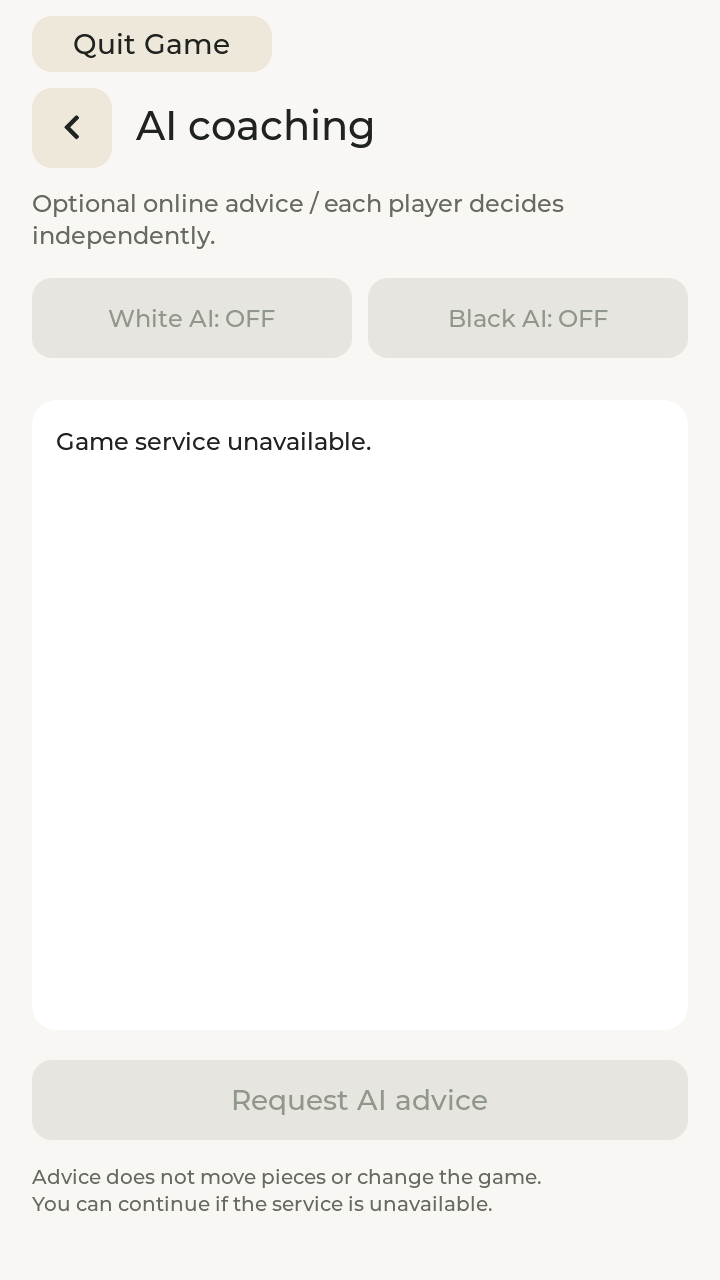 Quit Game
AI coaching
Optional online advice / each player decides
independently.
White AI: OFF
Black AI: OFF
Game service unavailable.
Request AI advice
Advice does not move pieces or change the game.
You can continue if the service is unavailable.